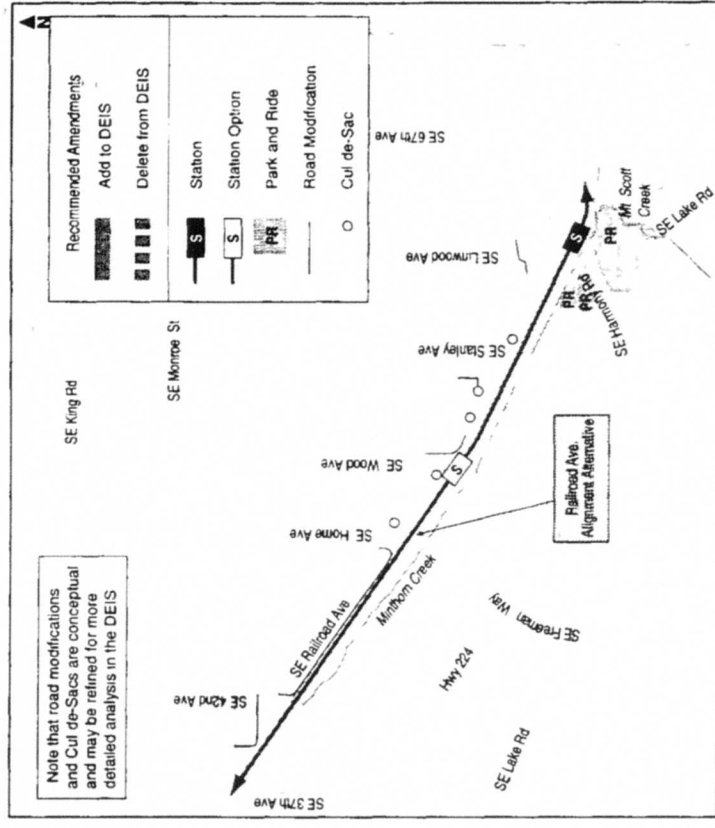 N
Recommended Amendments
Add to DEIS
Delete from DEIS
S
Station
S
Station Option
PR
Park and Ride
Road Modification
Cul de-Sac
Note that road modifications
and Cul de-Sacs are conceptual
and may be refined for more
detailed analysis in the DEIS
SE King Rd
SE Monroe St
SE 67th Ave
SE Linwood Ave
SE Stanley Ave
SE Wood Ave
SE Home Ave
SE Railroad Ave
SE 42nd Ave
SE 37th Ave
Minthorn Creek
S
S
PR
PR
PR
Mt Scott
Creek
SE Lake Rd
SE Harmony
Railroad Ave.
Alignment Alternative
SE Freeman Way
Hwy 224
SE Lake Rd